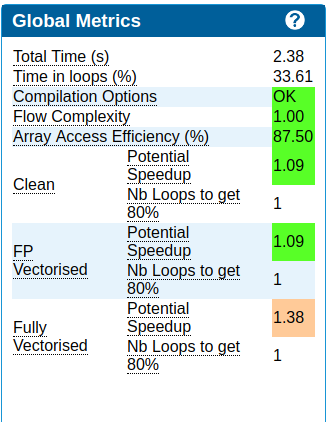 Global Metrics ?
Total Time (s) 2.38
Time in loops (%) 33.61
Compilation Options OK
Flow Complexity 1.00
Array Access Efficiency (%) 87.50
Clean
Potential
Speedup
1.09
Nb Loops to get
80%
1
FP
Vectorised
Potential
Speedup
1.09
Nb Loops to get
80%
1
Fully
Vectorised
Potential
Speedup
1.38
Nb Loops to get
80%
1